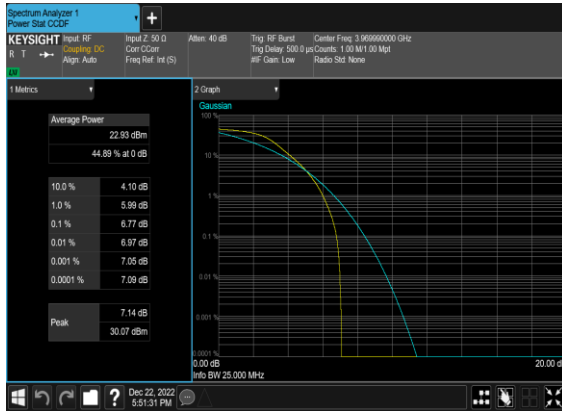 Spectrum Analyzer 1
Power Stat CCDF
+
KEYSIGHT
R T
LXI
Input: RF
Coupling: DC
Align: Auto
Input Z: 50 Ω
Corr CCorr
Freq Ref: Int (S)
Atten: 40 dB
Trig: RF Burst
Trig Delay: 500.0 µs
#IF Gain: Low
Center Freq: 3.969990000 GHz
Counts: 1.00 M/1.00 Mpt
Radio Std: None
1 Metrics
Average Power
22.93 dBm
44.89 % at 0 dB
10.0 % 4.10 dB
1.0 % 5.99 dB
0.1 % 6.77 dB
0.01 % 6.97 dB
0.001 % 7.05 dB
0.0001 % 7.09 dB
Peak
7.14 dB
30.07 dBm
2 Graph
Gaussian
100 %
10 %
1 %
0.1 %
0.01 %
0.001 %
0.0001 %
0.00 dB
20.00 d
Info BW 25.000 MHz
?
Dec 22, 2022
5:51:31 PM